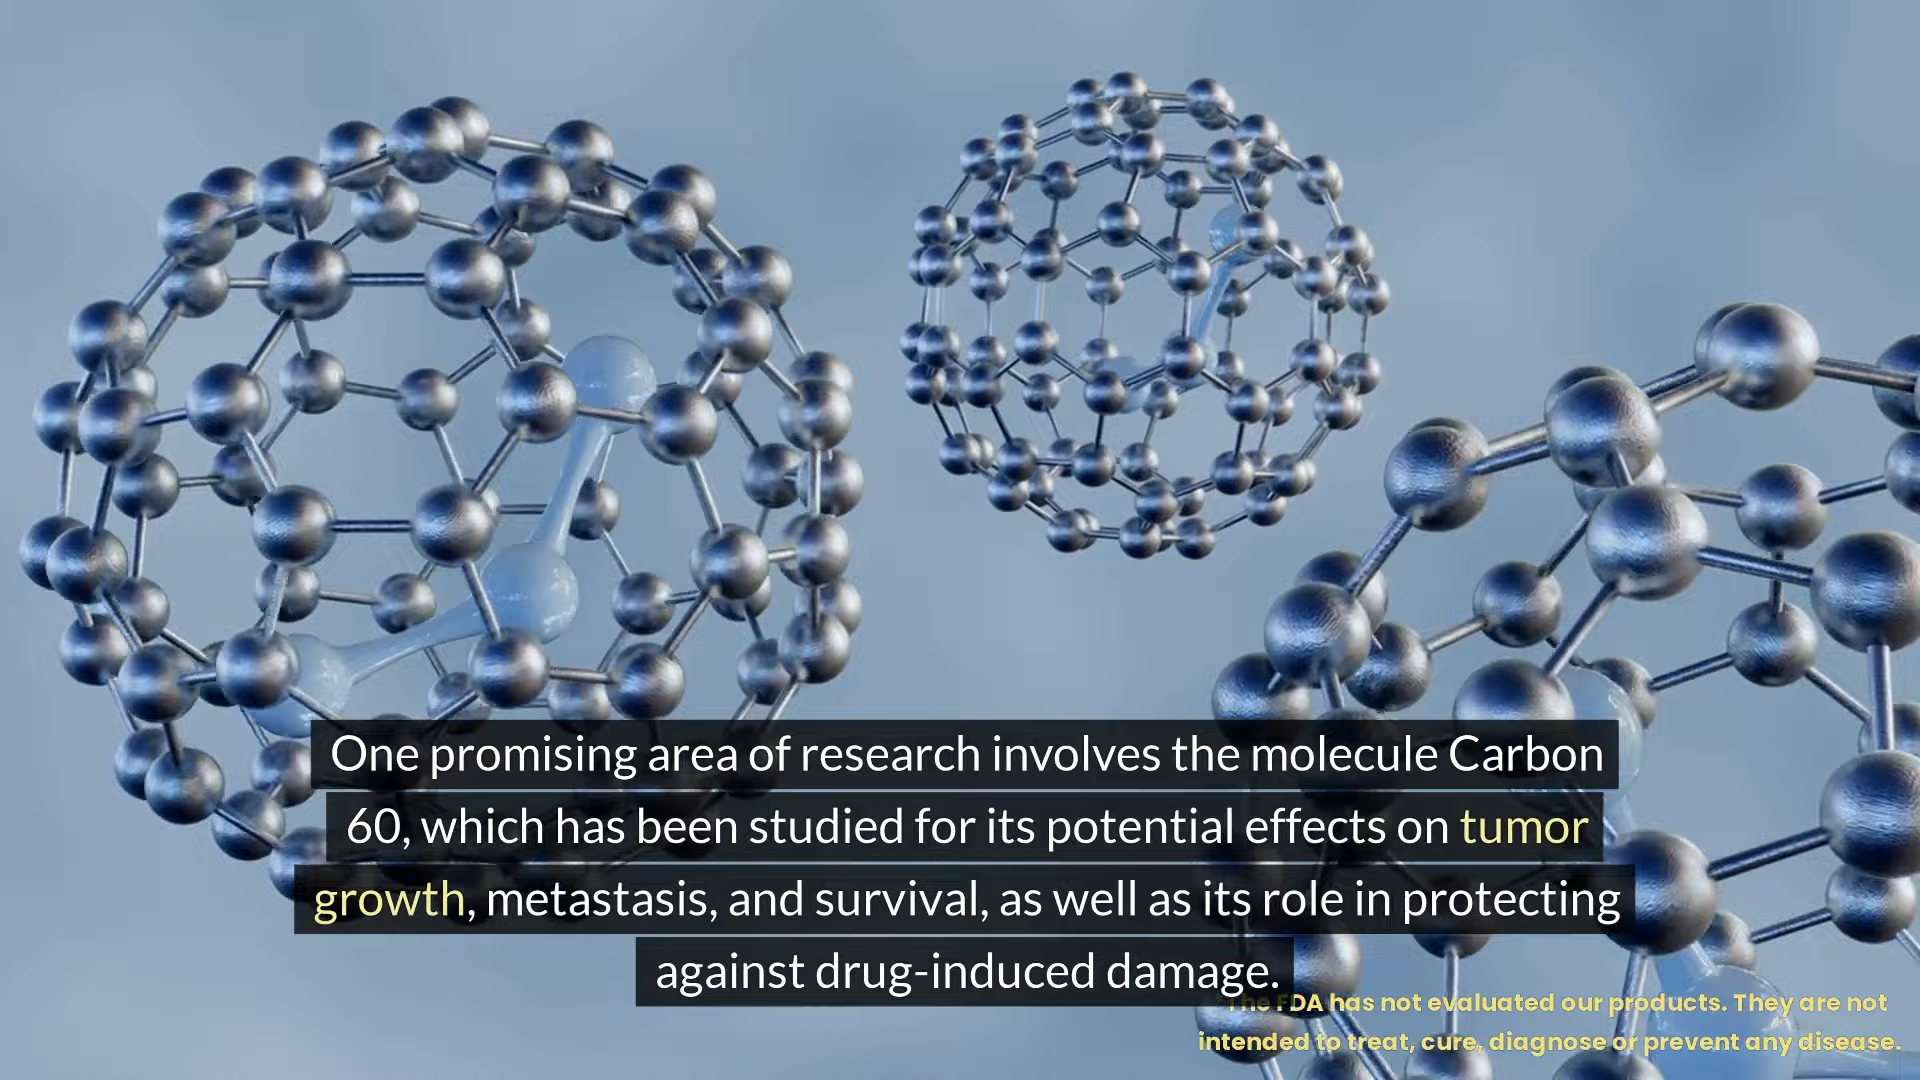 One promising area of research involves the molecule Carbon
60, which has been studied for its potential effects on tumor
growth, metastasis, and survival, as well as its role in protecting
against drug-induced damage.
The FDA has not evaluated our products. They are not
intended to treat, cure, diagnose or prevent any disease.